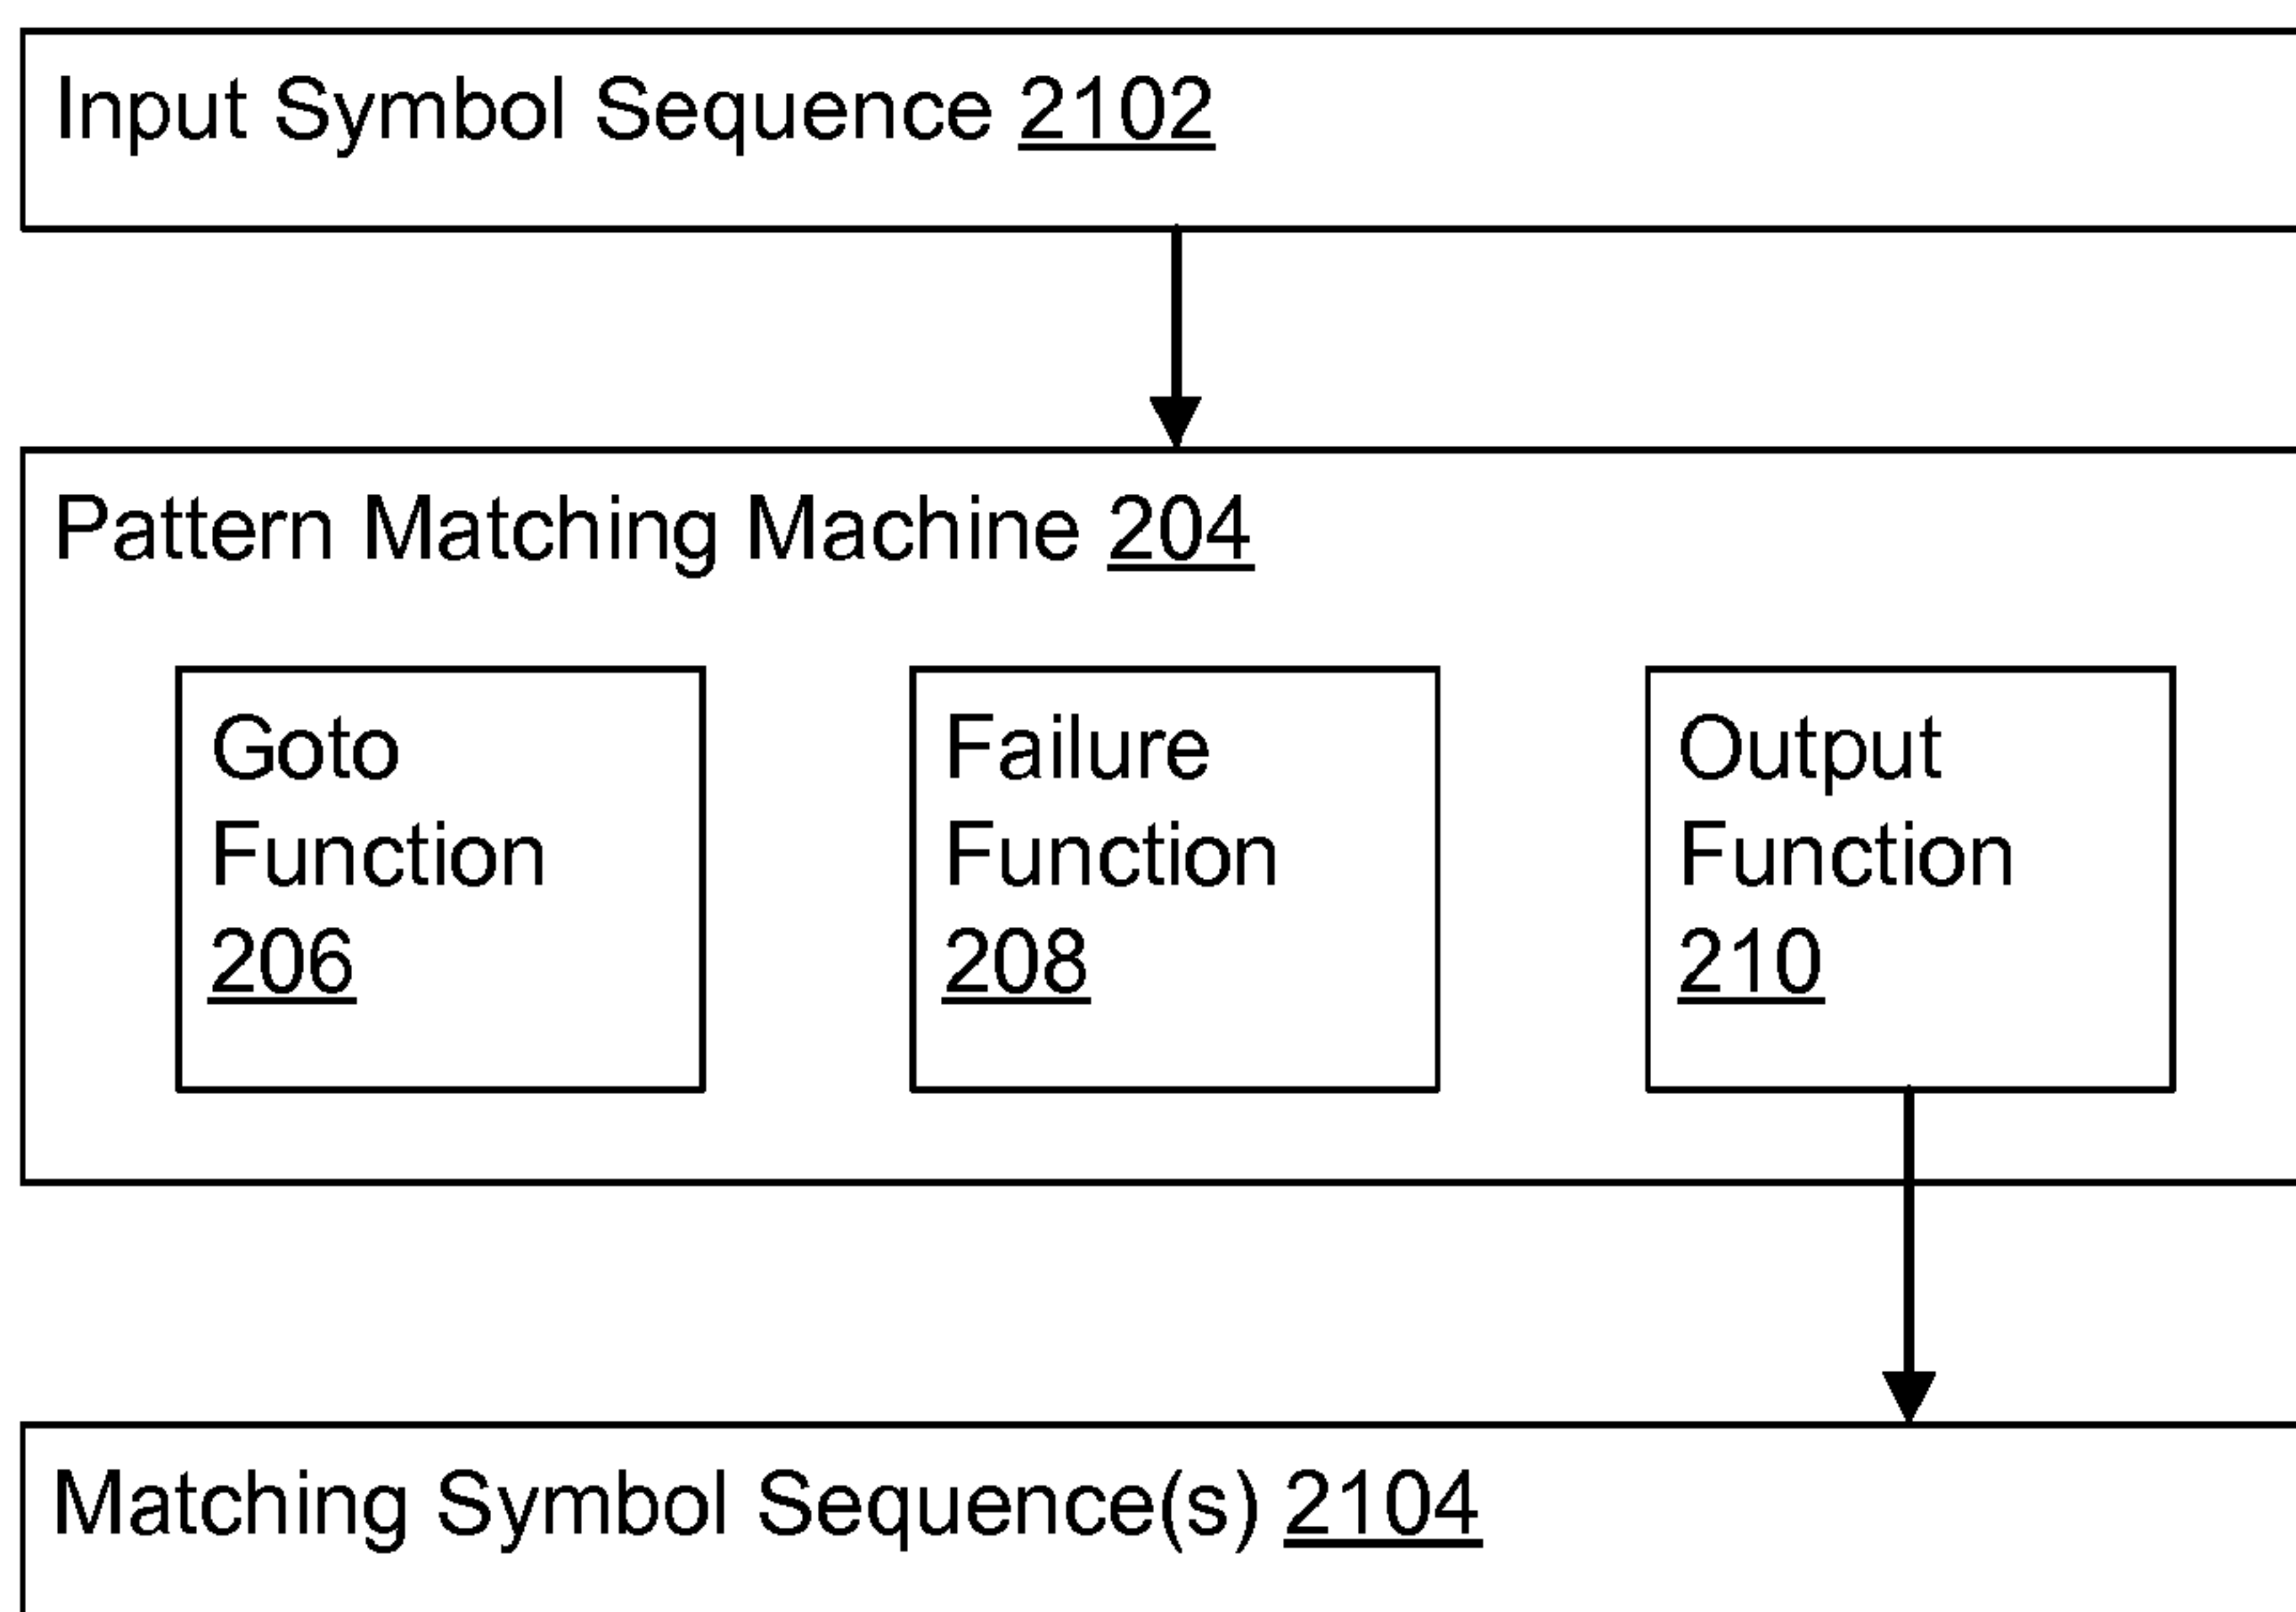 Input Symbol Sequence 2102
Pattern Matching Machine 204
Goto
Function
206
Failure
Function
208
Output
Function
210
Matching Symbol Sequence(s) 2104